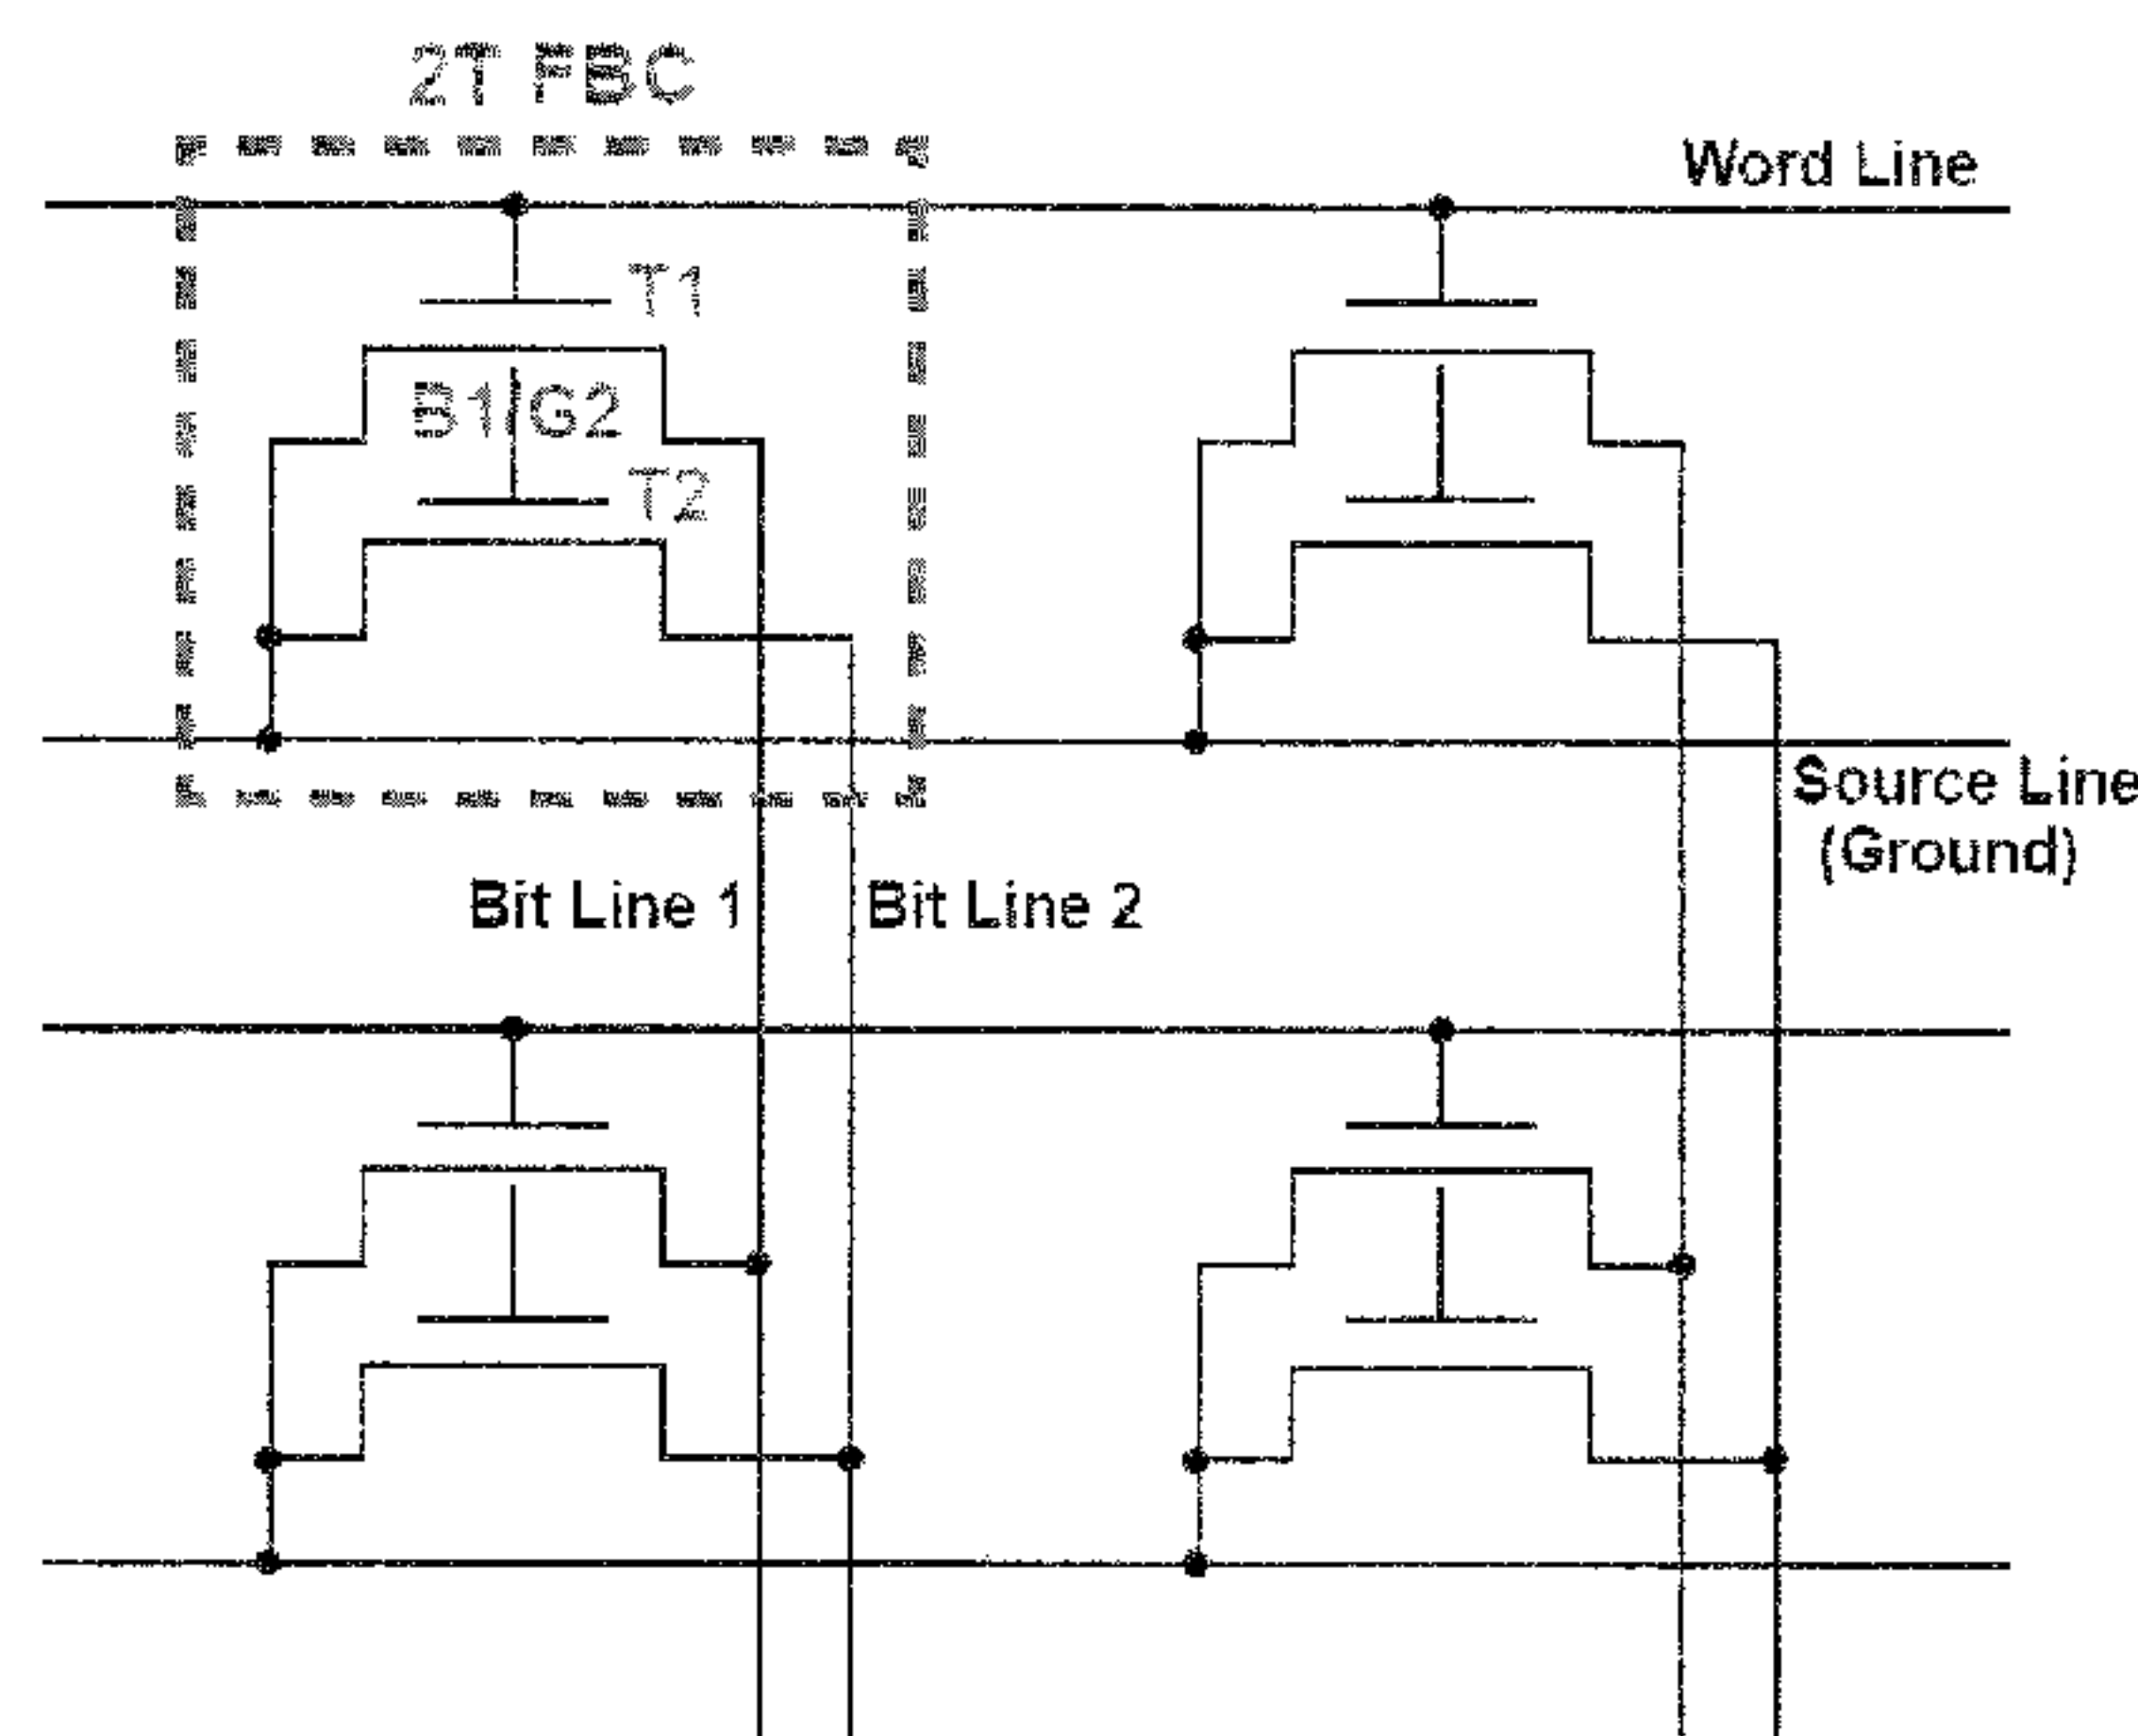 2T FBC
Word Line
T1
B1/G2
T2
Source Line
(Ground)
Bit Line 1
Bit Line 2